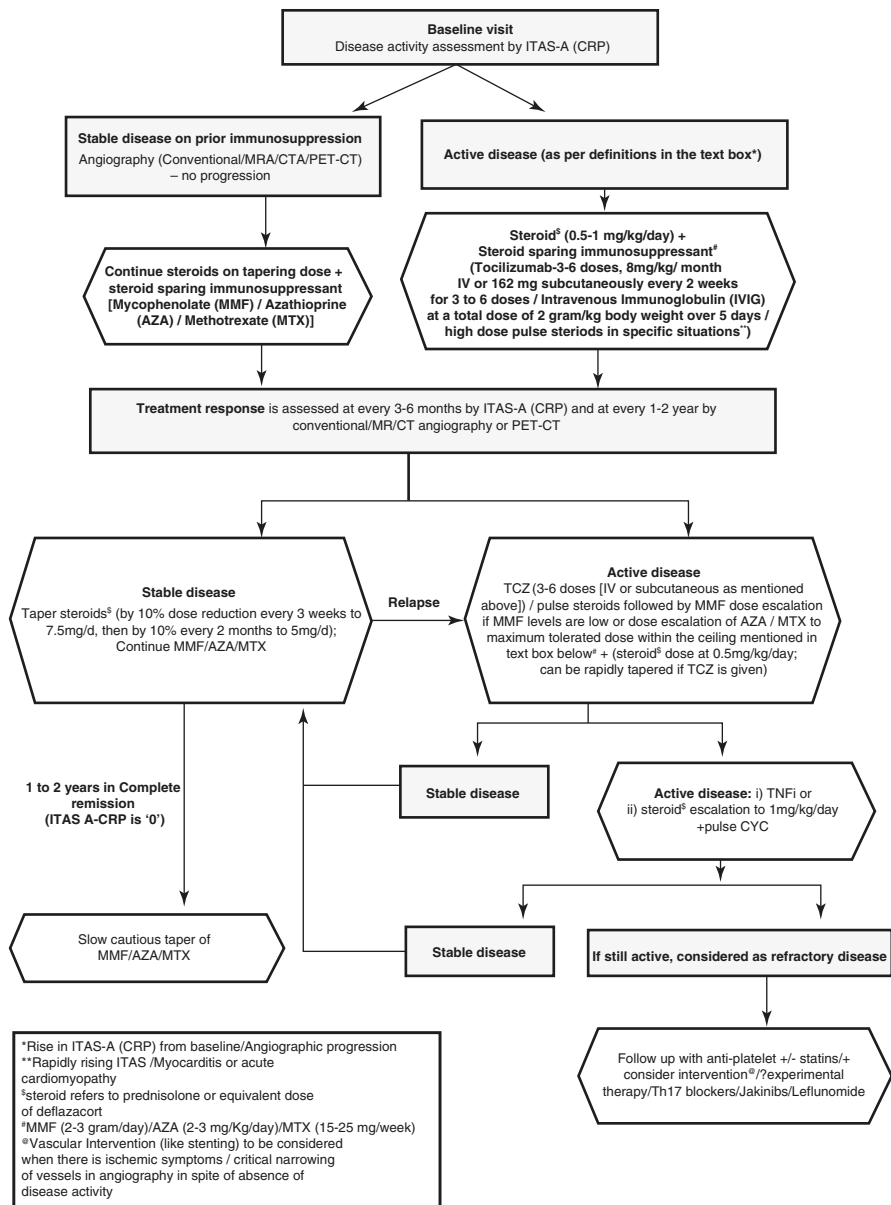 Baseline visit
Disease activity assessment by ITAS-A (CRP)
Stable disease on prior immunosuppression
Angiography (Conventional/MRA/CTA/PET-CT)
– no progression
Active disease (as per definitions in the text box*)
Continue steroids on tapering dose +
steroid sparing immunosuppressant
[Mycophenolate (MMF) / Azathioprine
(AZA) / Methotrexate (MTX)]
Steroid$ (0.5-1 mg/kg/day) +
Steroid sparing immunosuppressant#
(Tocilizumab-3-6 doses, 8mg/kg/ month
IV or 162 mg subcutaneously every 2 weeks
for 3 to 6 doses / Intravenous Immunoglobulin (IVIG)
at a total dose of 2 gram/kg body weight over 5 days /
high dose pulse steriods in specific situations**)
Treatment response is assessed at every 3-6 months by ITAS-A (CRP) and at every 1-2 year by
conventional/MR/CT angiography or PET-CT
Stable disease
Taper steroids$ (by 10% dose reduction every 3 weeks to
7.5mg/d, then by 10% every 2 months to 5mg/d);
Continue MMF/AZA/MTX
Relapse
Active disease
TCZ (3-6 doses [IV or subcutaneous as mentioned
above]) / pulse steroids followed by MMF dose escalation
if MMF levels are low or dose escalation of AZA / MTX to
maximum tolerated dose within the ceiling mentioned in
text box below# + (steroid$ dose at 0.5mg/kg/day;
can be rapidly tapered if TCZ is given)
1 to 2 years in Complete
remission
(ITAS A-CRP is ‘0’)
Stable disease
Active disease: i) TNFi or
ii) steroid$ escalation to 1mg/kg/day
+pulse CYC
Slow cautious taper of
MMF/AZA/MTX
Stable disease
If still active, considered as refractory disease
Follow up with anti-platelet +/- statins/+
consider intervention@/?experimental
therapy/Th17 blockers/Jakinibs/Leflunomide
*Rise in ITAS-A (CRP) from baseline/Angiographic progression
**Rapidly rising ITAS /Myocarditis or acute
cardiomyopathy
$steroid refers to prednisolone or equivalent dose
of deflazacort
#MMF (2-3 gram/day)/AZA (2-3 mg/Kg/day)/MTX (15-25 mg/week)
@Vascular Intervention (like stenting) to be considered
when there is ischemic symptoms / critical narrowing
of vessels in angiography in spite of absence of
disease activity